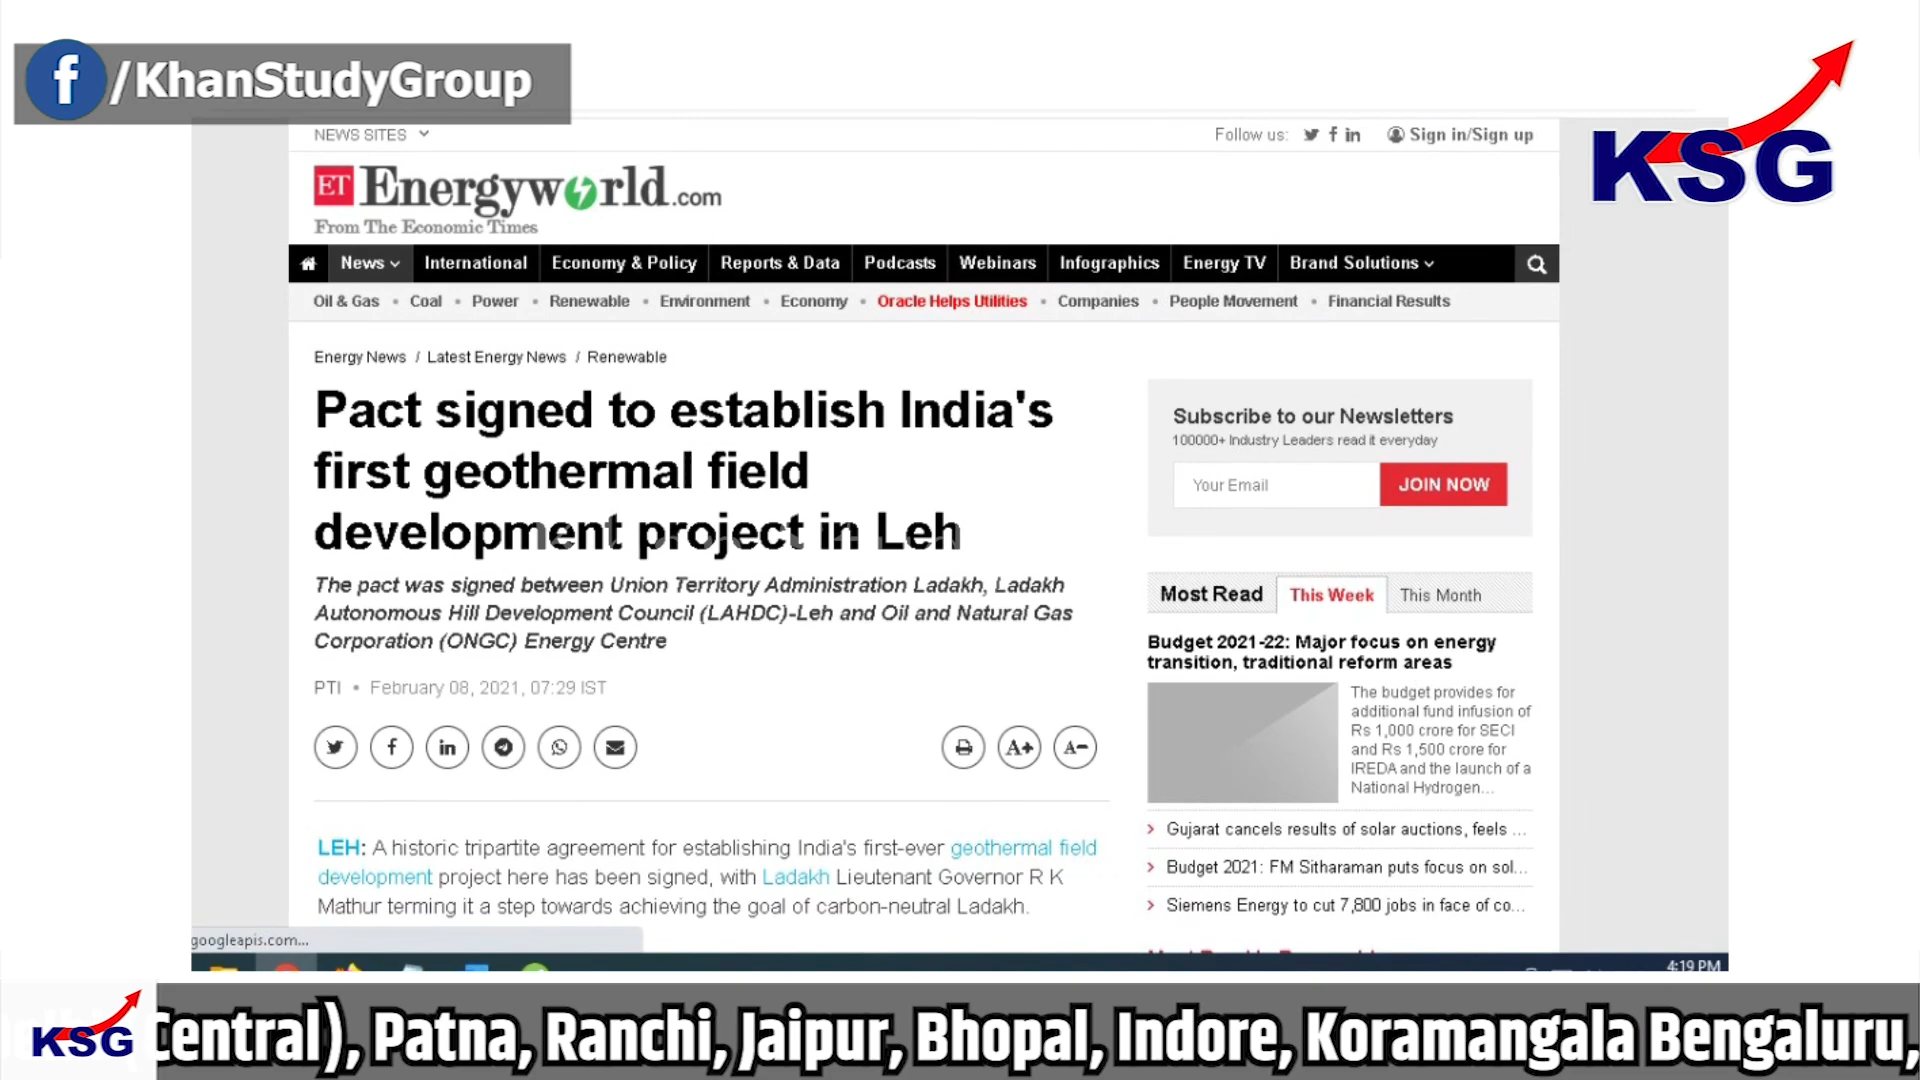 /KhanStudyGroup
KSG
NEWS SITES
Follow us:
Sign in/Sign up
ET Energyworld.com
From The Economic Times
News
International
Economy & Policy
Reports & Data
Podcasts
Webinars
Infographics
Energy TV
Brand Solutions
Oil & Gas • Coal • Power • Renewable • Environment • Economy • Oracle Helps Utilities • Companies • People Movement • Financial Results
Energy News / Latest Energy News / Renewable
Pact signed to establish India's
first geothermal field
development project in Leh
The pact was signed between Union Territory Administration Ladakh, Ladakh
Autonomous Hill Development Council (LAHDC)-Leh and Oil and Natural Gas
Corporation (ONGC) Energy Centre
PTI • February 08, 2021, 07:29 IST
A+
A-
LEH: A historic tripartite agreement for establishing India's first-ever geothermal field
development project here has been signed, with Ladakh Lieutenant Governor R K
Mathur terming it a step towards achieving the goal of carbon-neutral Ladakh.
Subscribe to our Newsletters
100000+ Industry Leaders read it everyday
Your Email
JOIN NOW
Most Read
This Week
This Month
Budget 2021-22: Major focus on energy
transition, traditional reform areas
The budget provides for
additional fund infusion of
Rs 1,000 crore for SECI
and Rs 1,500 crore for
IREDA and the launch of a
National Hydrogen...
Gujarat cancels results of solar auctions, feels ...
Budget 2021: FM Sitharaman puts focus on sol...
Siemens Energy to cut 7,800 jobs in face of co...
googleapis.com...
4:19 PM
KSG
Central), Patna, Ranchi, Jaipur, Bhopal, Indore, Koramangala Bengaluru,